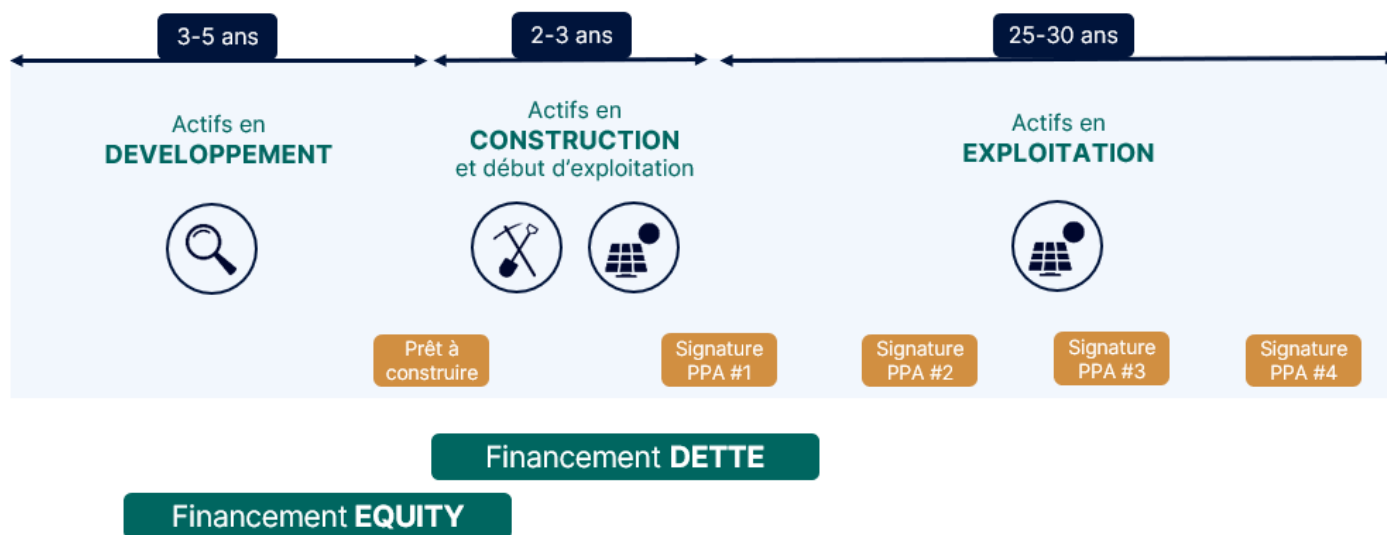 3-5 ans
2-3 ans
25-30 ans
Actifs en
DEVELOPPEMENT
Actifs en
CONSTRUCTION
et début d'exploitation
Actifs en
EXPLOITATION
Prêt à
construire
Signature
PPA #1
Signature
PPA #2
Signature
PPA #3
Signature
PPA #4
Financement DETTE
Financement EQUITY